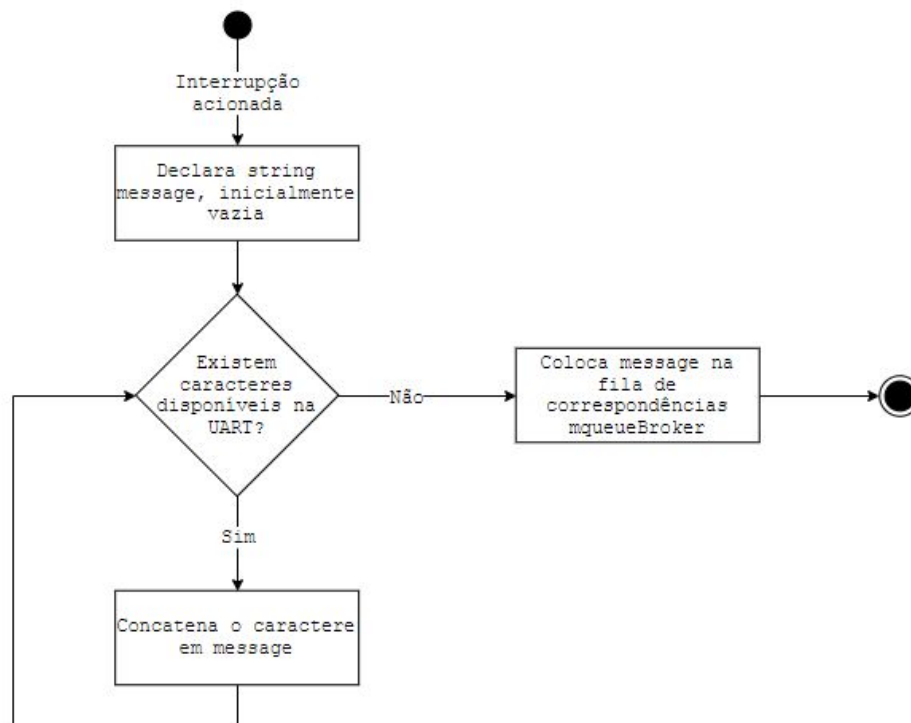 Interrupção
acionada
Declara string
message, inicialmente
vazia
Existem
caracteres
disponíveis na
UART?
Não
Coloca message na
fila de
correspondências
mqueueBroker
Sim
Concatena o caractere
em message